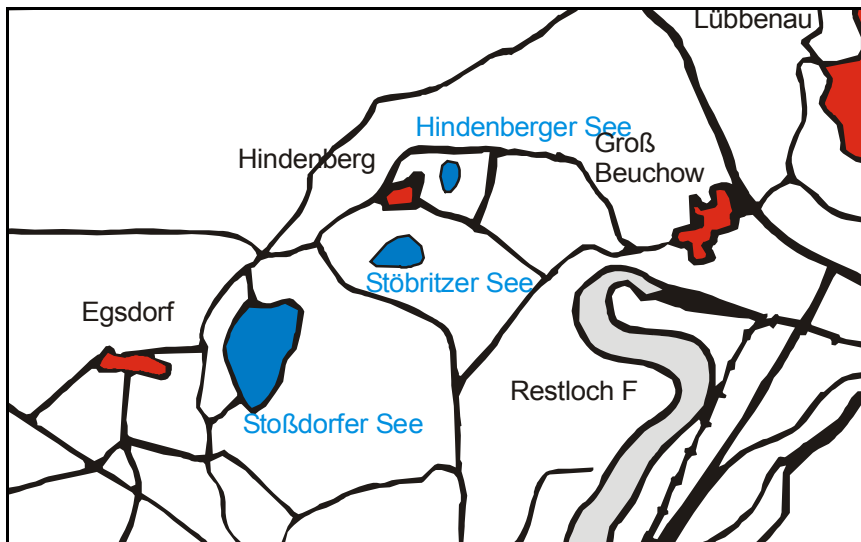 Lübbenau
Hindenberger See
Groß
Beuchow
Hindenberg
Stöbritzer See
Egsdorf
Restloch F
Stoßdorfer See